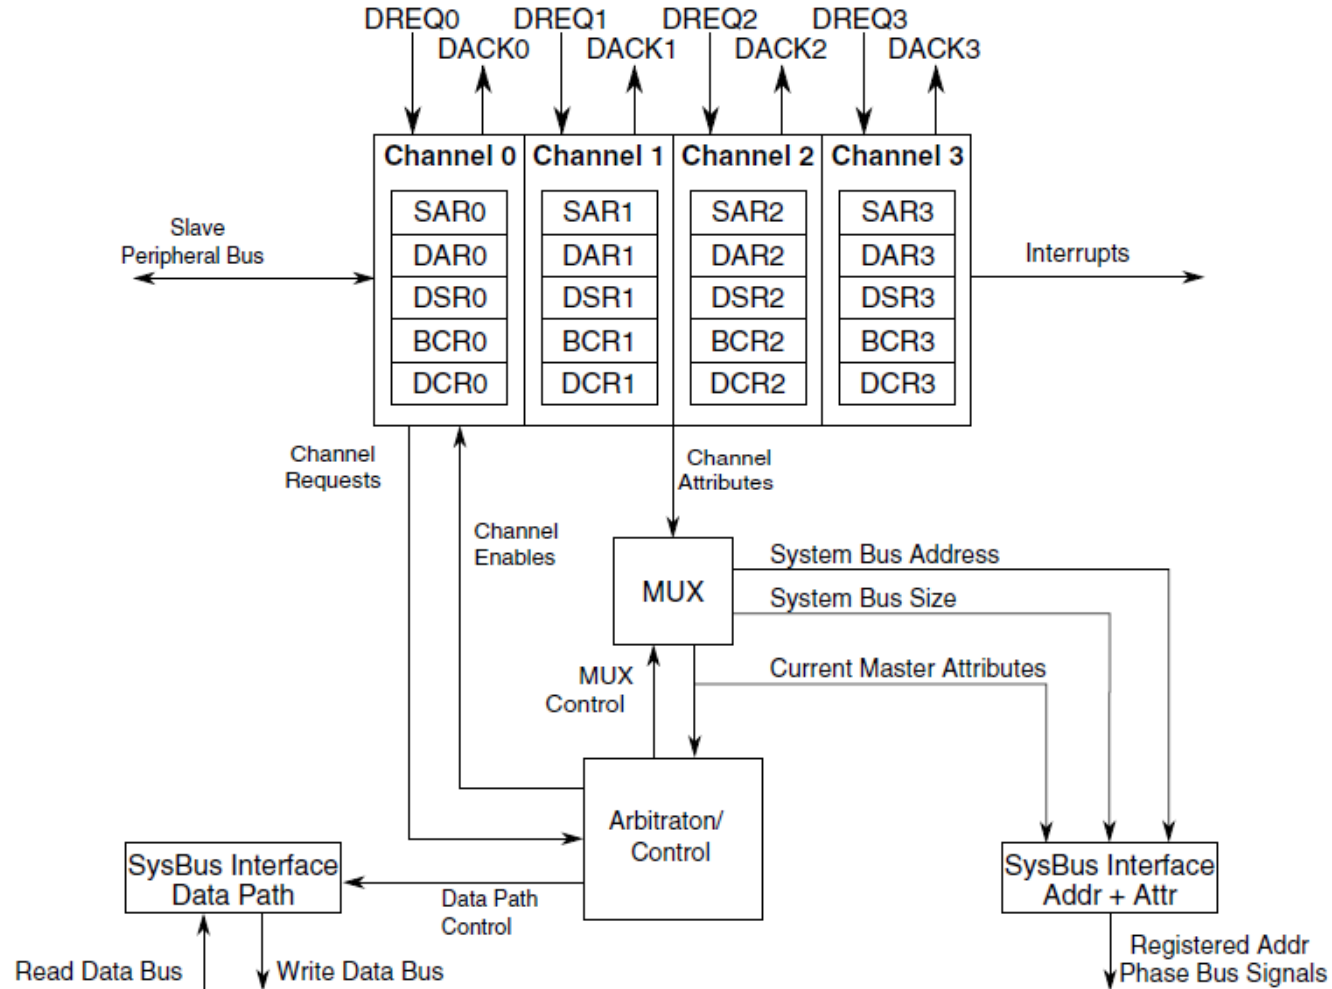 DREQ0 DREQ1 DREQ2 DREQ3
DACK0 DACK1 DACK2 DACK3
Channel 0 Channel 1 Channel 2 Channel 3
SAR0 SAR1 SAR2 SAR3
DAR0 DAR1 DAR2 DAR3
DSR0 DSR1 DSR2 DSR3
BCR0 BCR1 BCR2 BCR3
DCR0 DCR1 DCR2 DCR3
Slave
Peripheral Bus
Interrupts
Channel
Requests
Channel
Enables
Channel
Attributes
MUX
System Bus Address
System Bus Size
Current Master Attributes
MUX
Control
Arbitraton/
Control
SysBus Interface
Data Path
Data Path
Control
SysBus Interface
Addr + Attr
Read Data Bus
Write Data Bus
Registered Addr
Phase Bus Signals